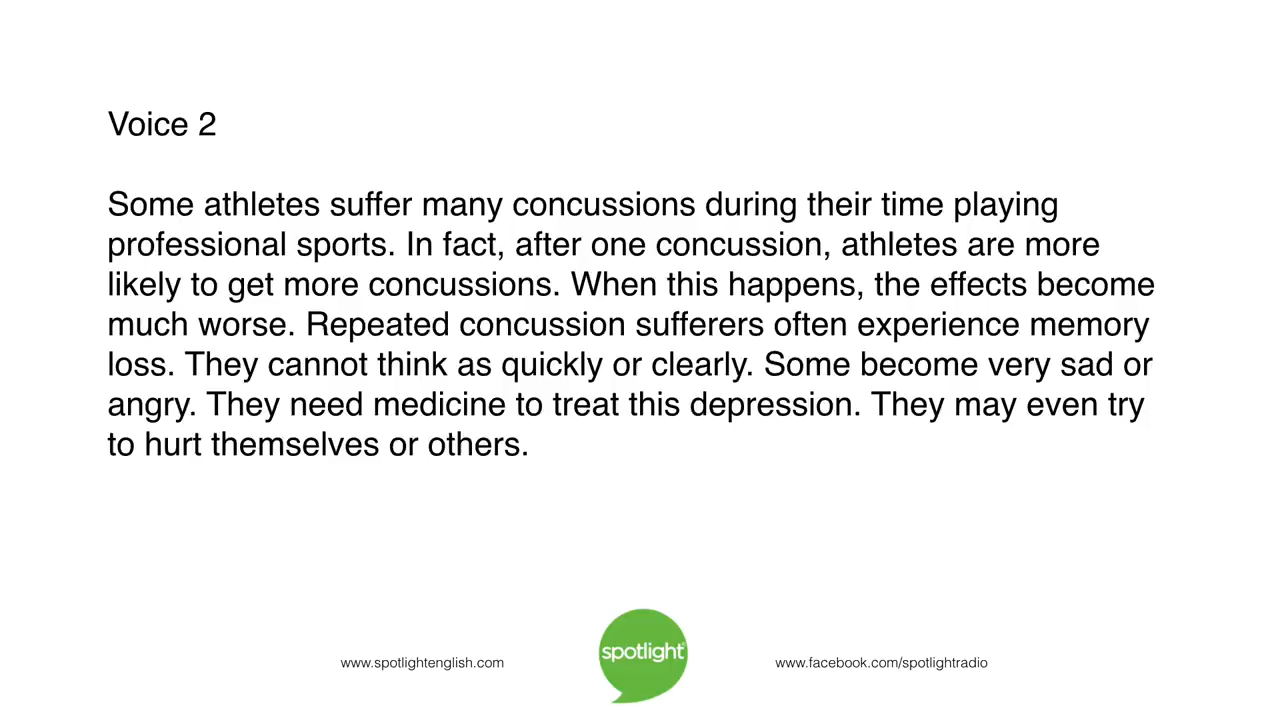 Voice 2
Some athletes suffer many concussions during their time playing
professional sports. In fact, after one concussion, athletes are more
likely to get more concussions. When this happens, the effects become
much worse. Repeated concussion sufferers often experience memory
loss. They cannot think as quickly or clearly. Some become very sad or
angry. They need medicine to treat this depression. They may even try
to hurt themselves or others.
www.spotlightenglish.com
spotlight®
www.facebook.com/spotlightradio